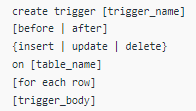 create trigger [trigger_name]
[before | after]
{insert | update | delete}
on [table_name]
[for each row]
[trigger_body]